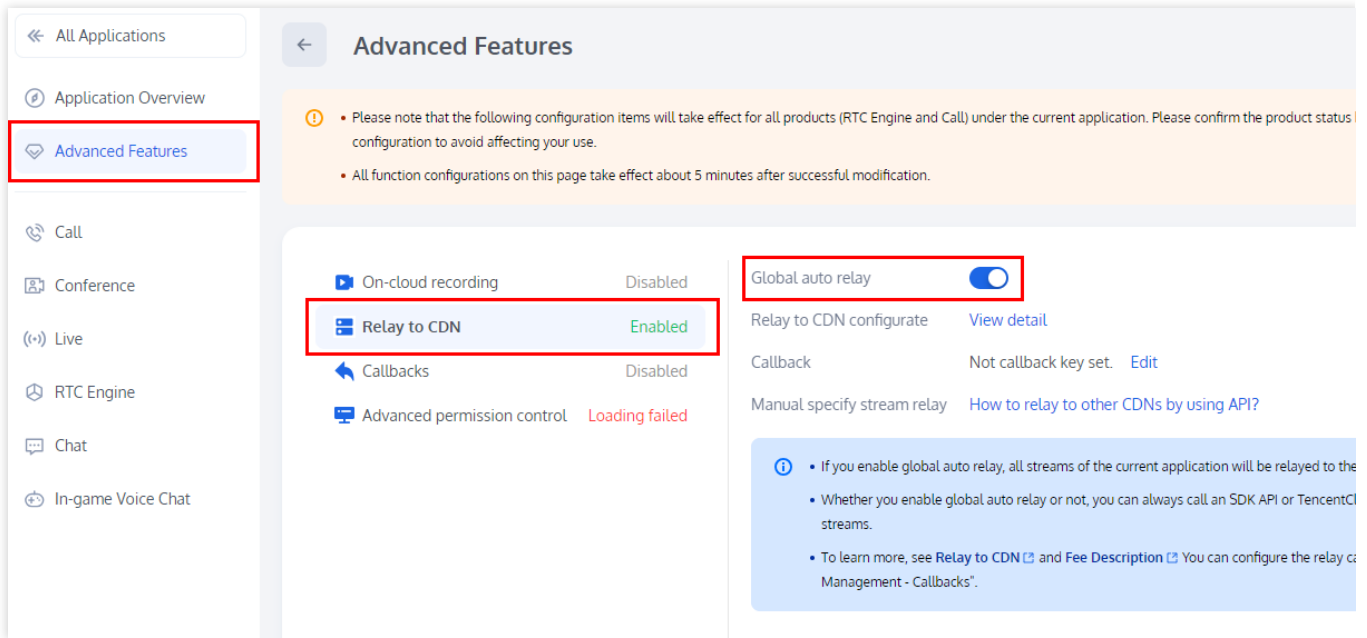 All Applications
Application Overview
Advanced Features
Call
Conference
Live
RTC Engine
Chat
In-game Voice Chat
Advanced Features
• Please note that the following configuration items will take effect for all products (RTC Engine and Call) under the current application. Please confirm the product status
configuration to avoid affecting your use.
• All function configurations on this page take effect about 5 minutes after successful modification.
On-cloud recording Disabled
Relay to CDN Enabled
Callbacks Disabled
Advanced permission control Loading failed
Global auto relay
Relay to CDN configurate View detail
Callback Not callback key set. Edit
Manual specify stream relay How to relay to other CDNs by using API?
• If you enable global auto relay, all streams of the current application will be relayed to the
• Whether you enable global auto relay or not, you can always call an SDK API or TencentCl
streams.
• To learn more, see Relay to CDN and Fee Description You can configure the relay ca
Management - Callbacks".